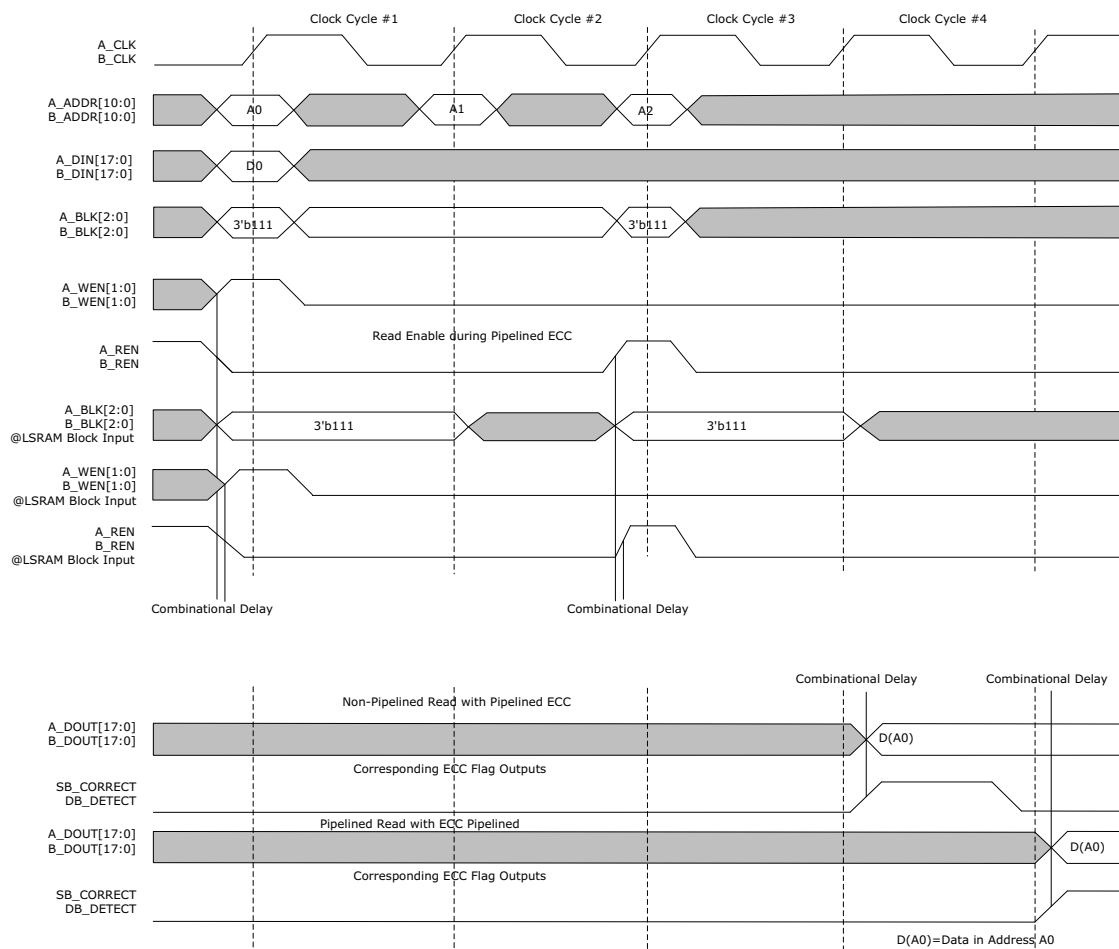 Clock Cycle #1
Clock Cycle #2
Clock Cycle #3
Clock Cycle #4
A_CLK
B_CLK
A_ADDR[10:0]
B_ADDR[10:0]
A0
A1
A2
A_DIN[17:0]
B_DIN[17:0]
D0
A_BLK[2:0]
B_BLK[2:0]
3'b111
3'b111
A_WEN[1:0]
B_WEN[1:0]
Read Enable during Pipelined ECC
A_REN
B_REN
A_BLK[2:0]
B_BLK[2:0]
@LSRAM Block Input
3'b111
3'b111
A_WEN[1:0]
B_WEN[1:0]
@LSRAM Block Input
A_REN
B_REN
@LSRAM Block Input
Combinational Delay
Combinational Delay
Combinational Delay
Combinational Delay
Non-Pipelined Read with Pipelined ECC
A_DOUT[17:0]
B_DOUT[17:0]
D(A0)
Corresponding ECC Flag Outputs
SB_CORRECT
DB_DETECT
Pipelined Read with ECC Pipelined
A_DOUT[17:0]
B_DOUT[17:0]
D(A0)
Corresponding ECC Flag Outputs
SB_CORRECT
DB_DETECT
D(A0)=Data in Address A0